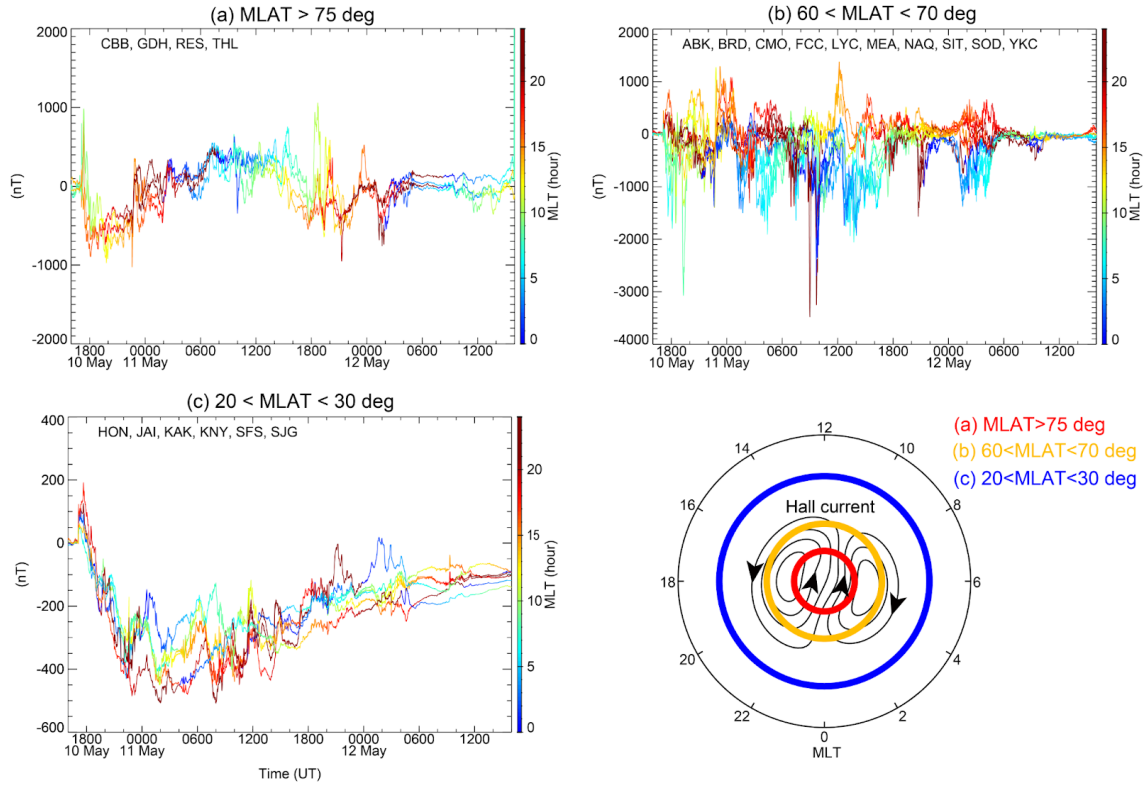 (a) MLAT > 75 deg
CBB, GDH, RES, THL
2000
1000
0
-1000
-2000
(nT)
1800
0000
0600
1200
1800
0000
0600
1200
10 May
11 May
12 May
20
15
10
5
0
MLT (hour)
(b) 60 < MLAT < 70 deg
ABK, BRD, CMO, FCC, LYC, MEA, NAQ, SIT, SOD, YKC
2000
1000
0
-1000
-2000
-3000
-4000
(nT)
1800
0000
0600
1200
1800
0000
0600
1200
10 May
11 May
12 May
20
15
10
5
0
MLT (hour)
(c) 20 < MLAT < 30 deg
HON, JAI, KAK, KNY, SFS, SJG
400
200
0
-200
-400
-600
(nT)
1800
0000
0600
1200
1800
0000
0600
1200
10 May
11 May
12 May
Time (UT)
20
15
10
5
0
MLT (hour)
(a) MLAT>75 deg
(b) 60<MLAT<70 deg
(c) 20<MLAT<30 deg
Hall current
12
14
10
16
8
18
6
20
4
22
2
0
MLT